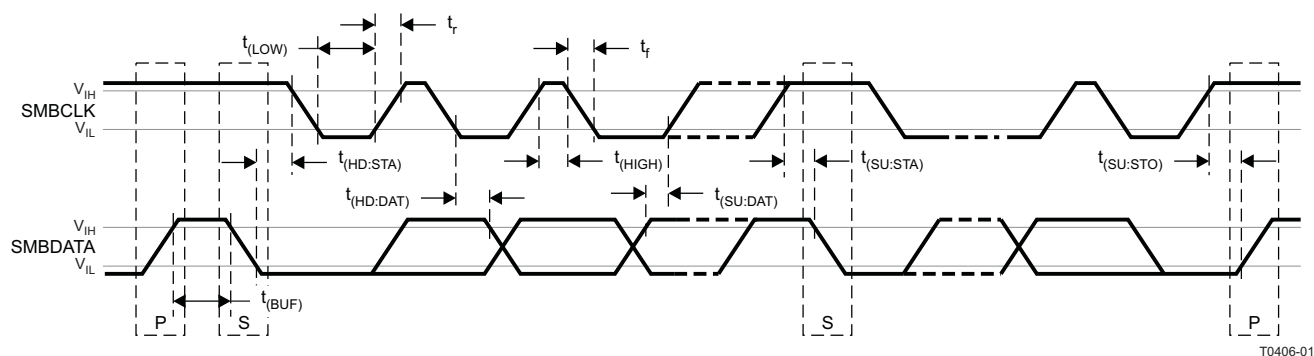 t(LOW)
tr
tf
VIH
SMBCLK
VIL
t(HD:STA)
t(HIGH)
t(SU:STA)
t(SU:STO)
t(HD:DAT)
t(SU:DAT)
VIH
SMBDATA
VIL
t(BUF)
P
S
S
P
T0406-01